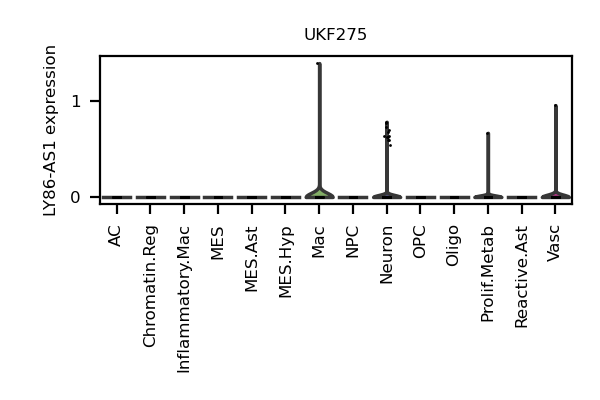 UKF275
LY86-AS1 expression
1
0
AC
Chromatin.Reg
Inflammatory.Mac
MES
MES.Ast
MES.Hyp
Mac
NPC
Neuron
OPC
Oligo
Prolif.Metab
Reactive.Ast
Vasc